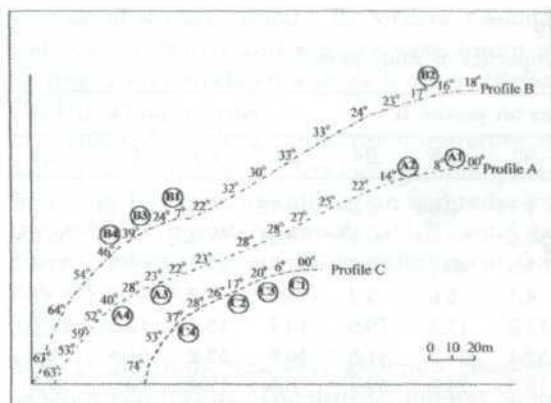 B2
17° 16° 18°
Profile B
23°
24°
33°
33°
30°
32°
22°
7°
24°
B1
B3
39°
B4
46°
54°
64°
63°
A1
A2
00°
8°
14°
Profile A
22°
25°
27°
28°
28°
23°
22°
23°
28°
A3
40°
A4
52°
59°
53°
63°
00°
6°
20°
17°
26°
28°
37°
53°
74°
Profile C
C1
C3
C2
C4
0 10 20m